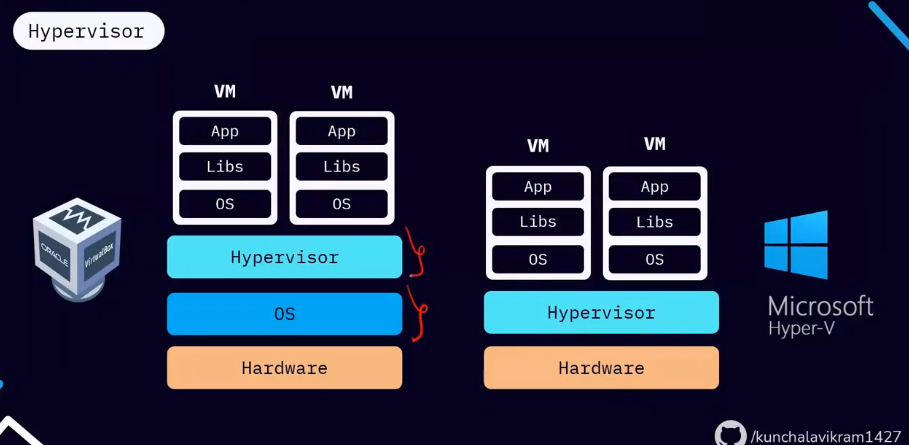 Hypervisor
VM
VM
App
Libs
OS
App
Libs
OS
Hypervisor
OS
Hardware
ORACLE
VirtualBox
VM
VM
App
Libs
OS
App
Libs
OS
Hypervisor
Hardware
Microsoft
Hyper-V
/kunchalavikram1427